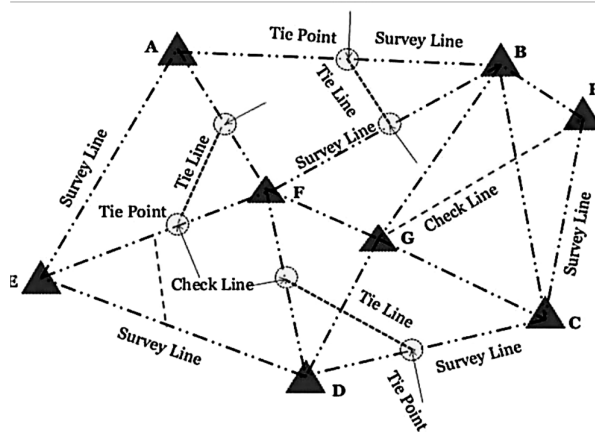 Tie Point
Survey Line
A
B
Tie Line
Survey Line
Tie Line
Survey Line
Tie Point
F
Check Line
Survey Line
G
E
Check Line
Tie Line
C
Survey Line
Survey Line
D
Tie Point